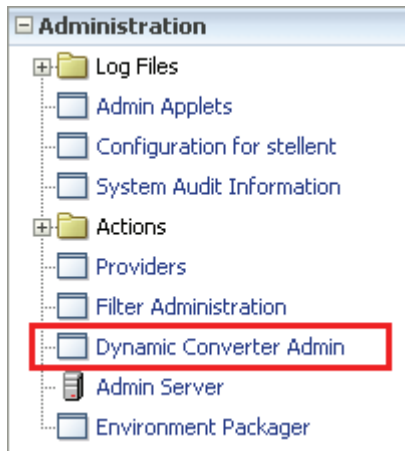 Administration
Log Files
Admin Applets
Configuration for stellent
System Audit Information
Actions
Providers
Filter Administration
Dynamic Converter Admin
Admin Server
Environment Packager